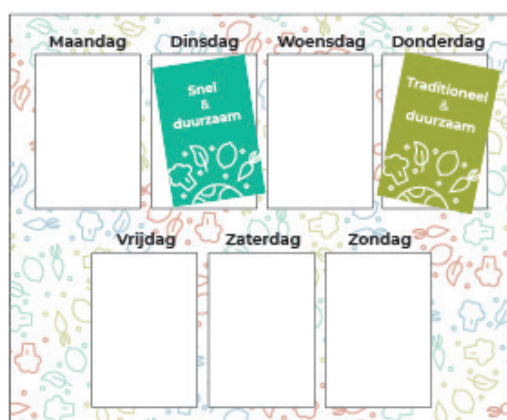 Maandag Dinsdag Woensdag Donderdag
Snel
&
duurzaam
Traditioneel
&
duurzaam
Vrijdag Zaterdag Zondag